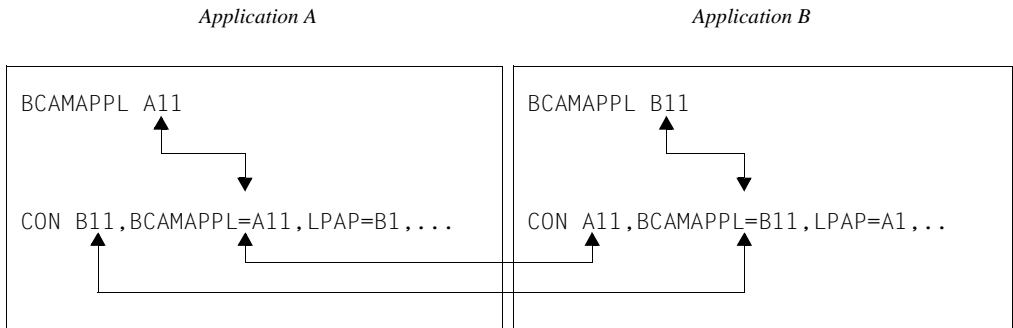 Application A
Application B
BCAMAPPL A11
CON B11,BCAMAPPL=A11,LPAP=B1,...
BCAMAPPL B11
CON A11,BCAMAPPL=B11,LPAP=A1,..